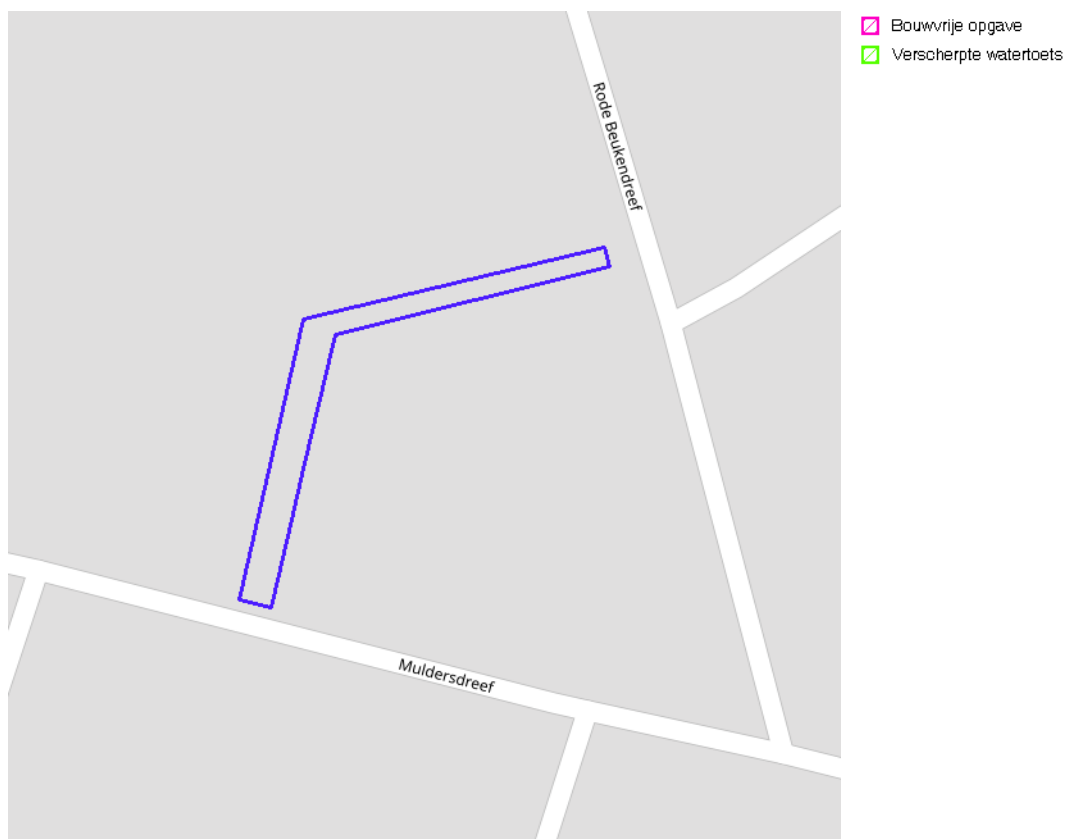 Bouwvrije opgave
Verscherpte watertoets
Rode Beukendreef
Muldersdreef